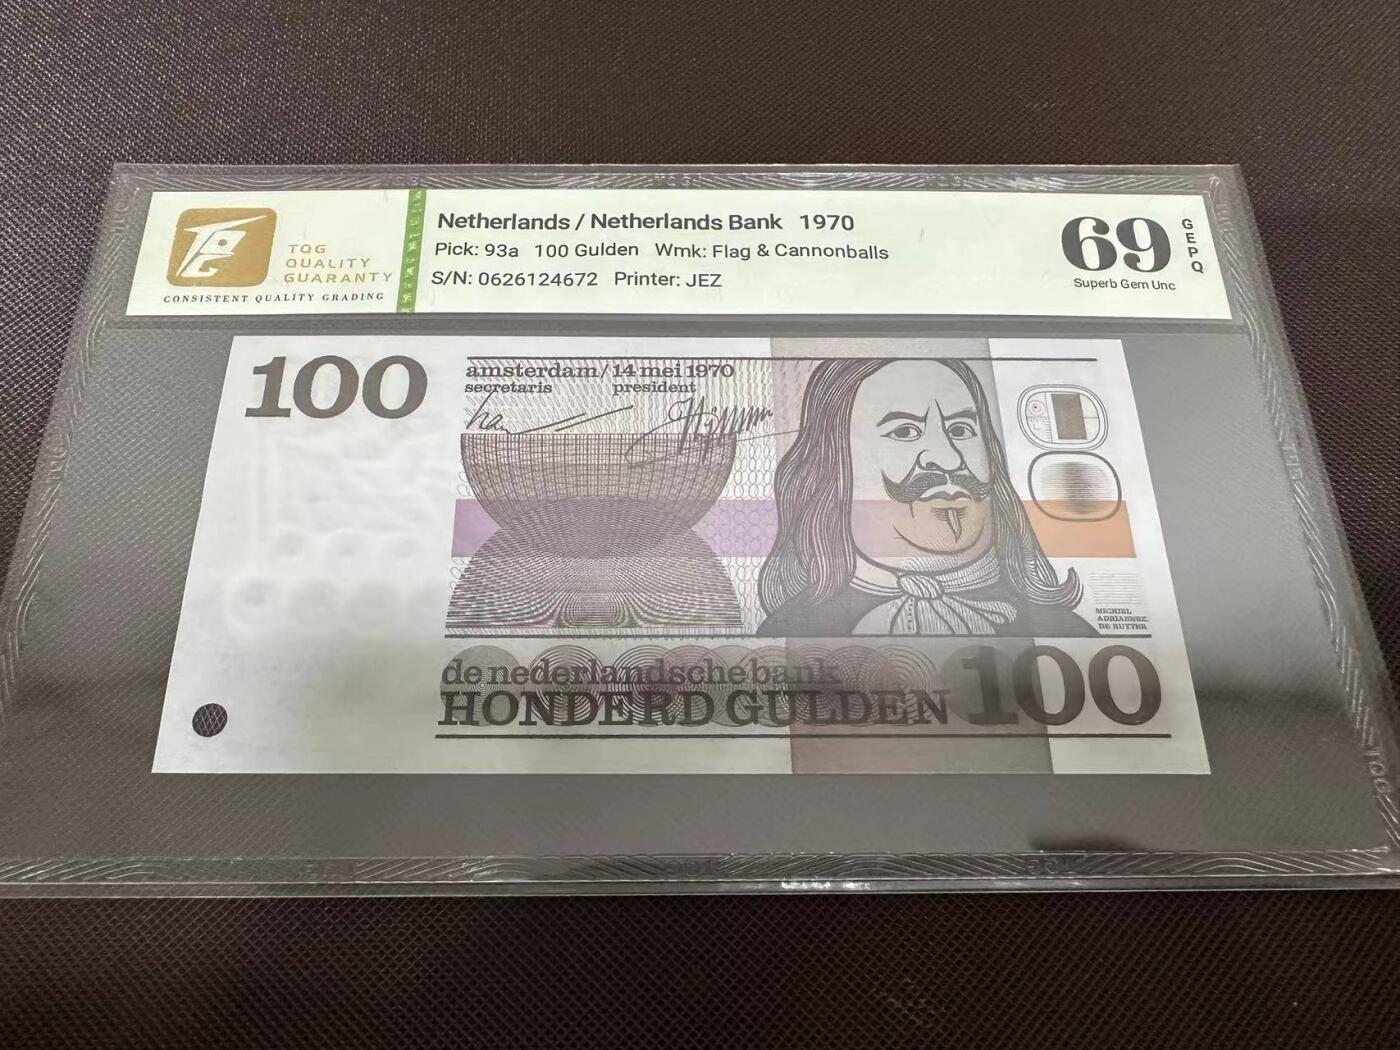 TQG
QUALITY
GUARANTY
CONSISTENT QUALITY GRADING
Netherlands / Netherlands Bank 1970
Pick: 93a 100 Gulden Wmk: Flag & Cannonballs
S/N: 0626124672 Printer: JEZ
69
Superb Gem Unc
GEPQ
100
amsterdam/14 mei 1970
secretaris president
MICHIEL
ADRIAENSZ.
DE RUYTER
de nederlandsche bank
HONDERD GULDEN 100